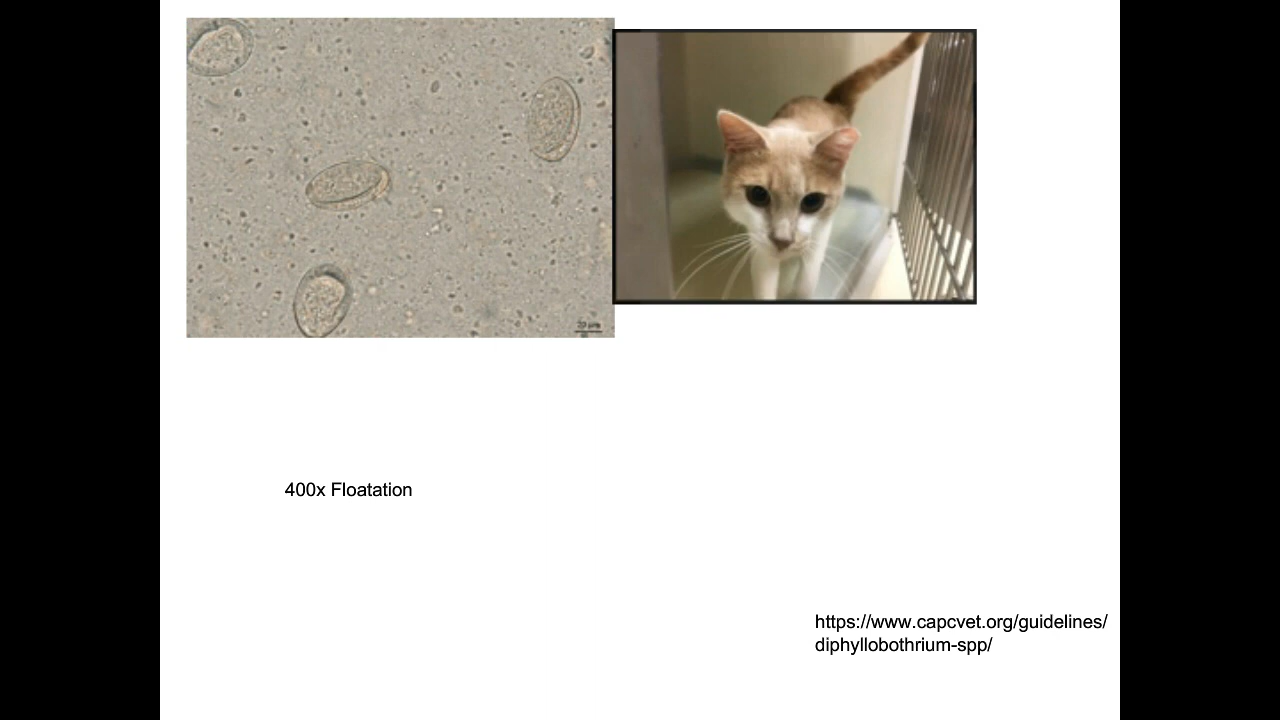 400x Floatation
https://www.capcvet.org/guidelines/
diphyllobothrium-spp/